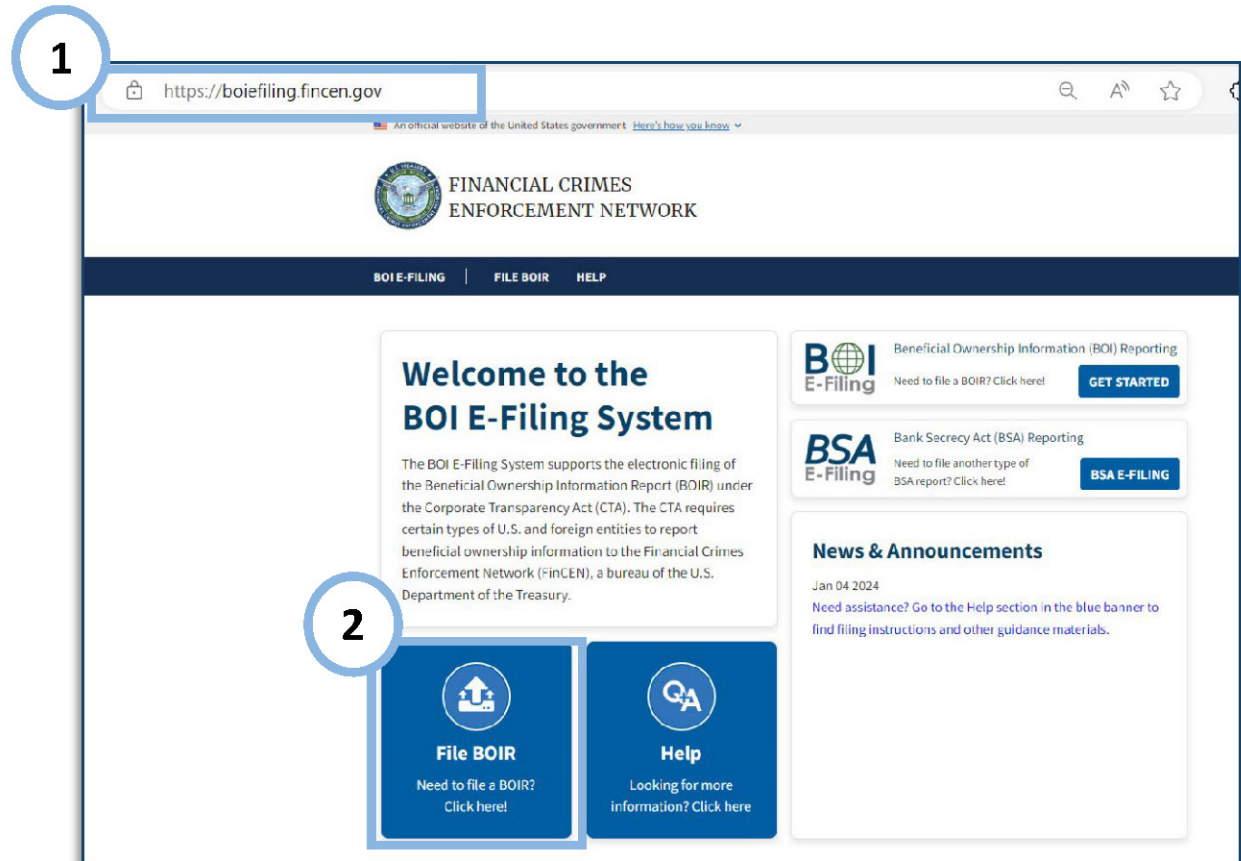 1
https://boiefiling.fincen.gov
An official website of the United States government Here's how you know
FINANCIAL CRIMES
ENFORCEMENT NETWORK
BOI E-FILING | FILE BOIR HELP
Welcome to the
BOI E-Filing System
The BOI E-Filing System supports the electronic filing of
the Beneficial Ownership Information Report (BOIR) under
the Corporate Transparency Act (CTA). The CTA requires
certain types of U.S. and foreign entities to report
beneficial ownership information to the Financial Crimes
Enforcement Network (FinCEN), a bureau of the U.S.
Department of the Treasury.
BOI
E-Filing
Beneficial Ownership Information (BOI) Reporting
Need to file a BOIR? Click here!
GET STARTED
BSA
E-Filing
Bank Secrecy Act (BSA) Reporting
Need to file another type of
BSA report? Click here!
BSA E-FILING
News & Announcements
Jan 04 2024
Need assistance? Go to the Help section in the blue banner to
find filing instructions and other guidance materials.
2
File BOIR
Need to file a BOIR?
Click here!
QA
Help
Looking for more
information? Click here